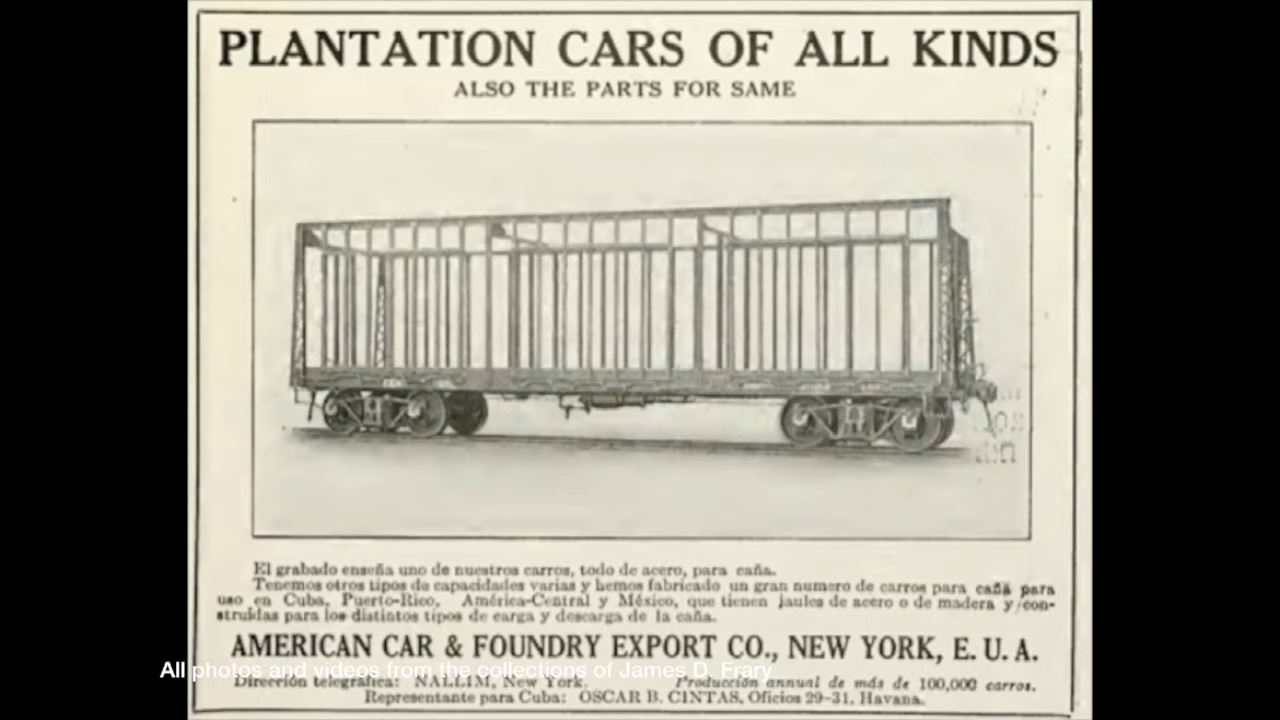 PLANTATION CARS OF ALL KINDS
ALSO THE PARTS FOR SAME
El grabado enseña uno de nuestros carros, todo de acero, para caña.
Tenemos otros tipos de capacidades varias y hemos fabricado un gran numero de carros para caña para
uso en Cuba, Puerto-Rico, América-Central y México, que tienen jaules de acero o de madera y con-
struidas para los distintos tipos de carga y descarga de la caña.
AMERICAN CAR & FOUNDRY EXPORT CO., NEW YORK, E. U. A.
All photos and videos from the collections of James D. Frary
Dirección telegráfica: NALLIM, New York. Producción annual de más de 100,000 carros.
Representante para Cuba: OSCAR B. CINTAS, Oficios 29-31, Havana.